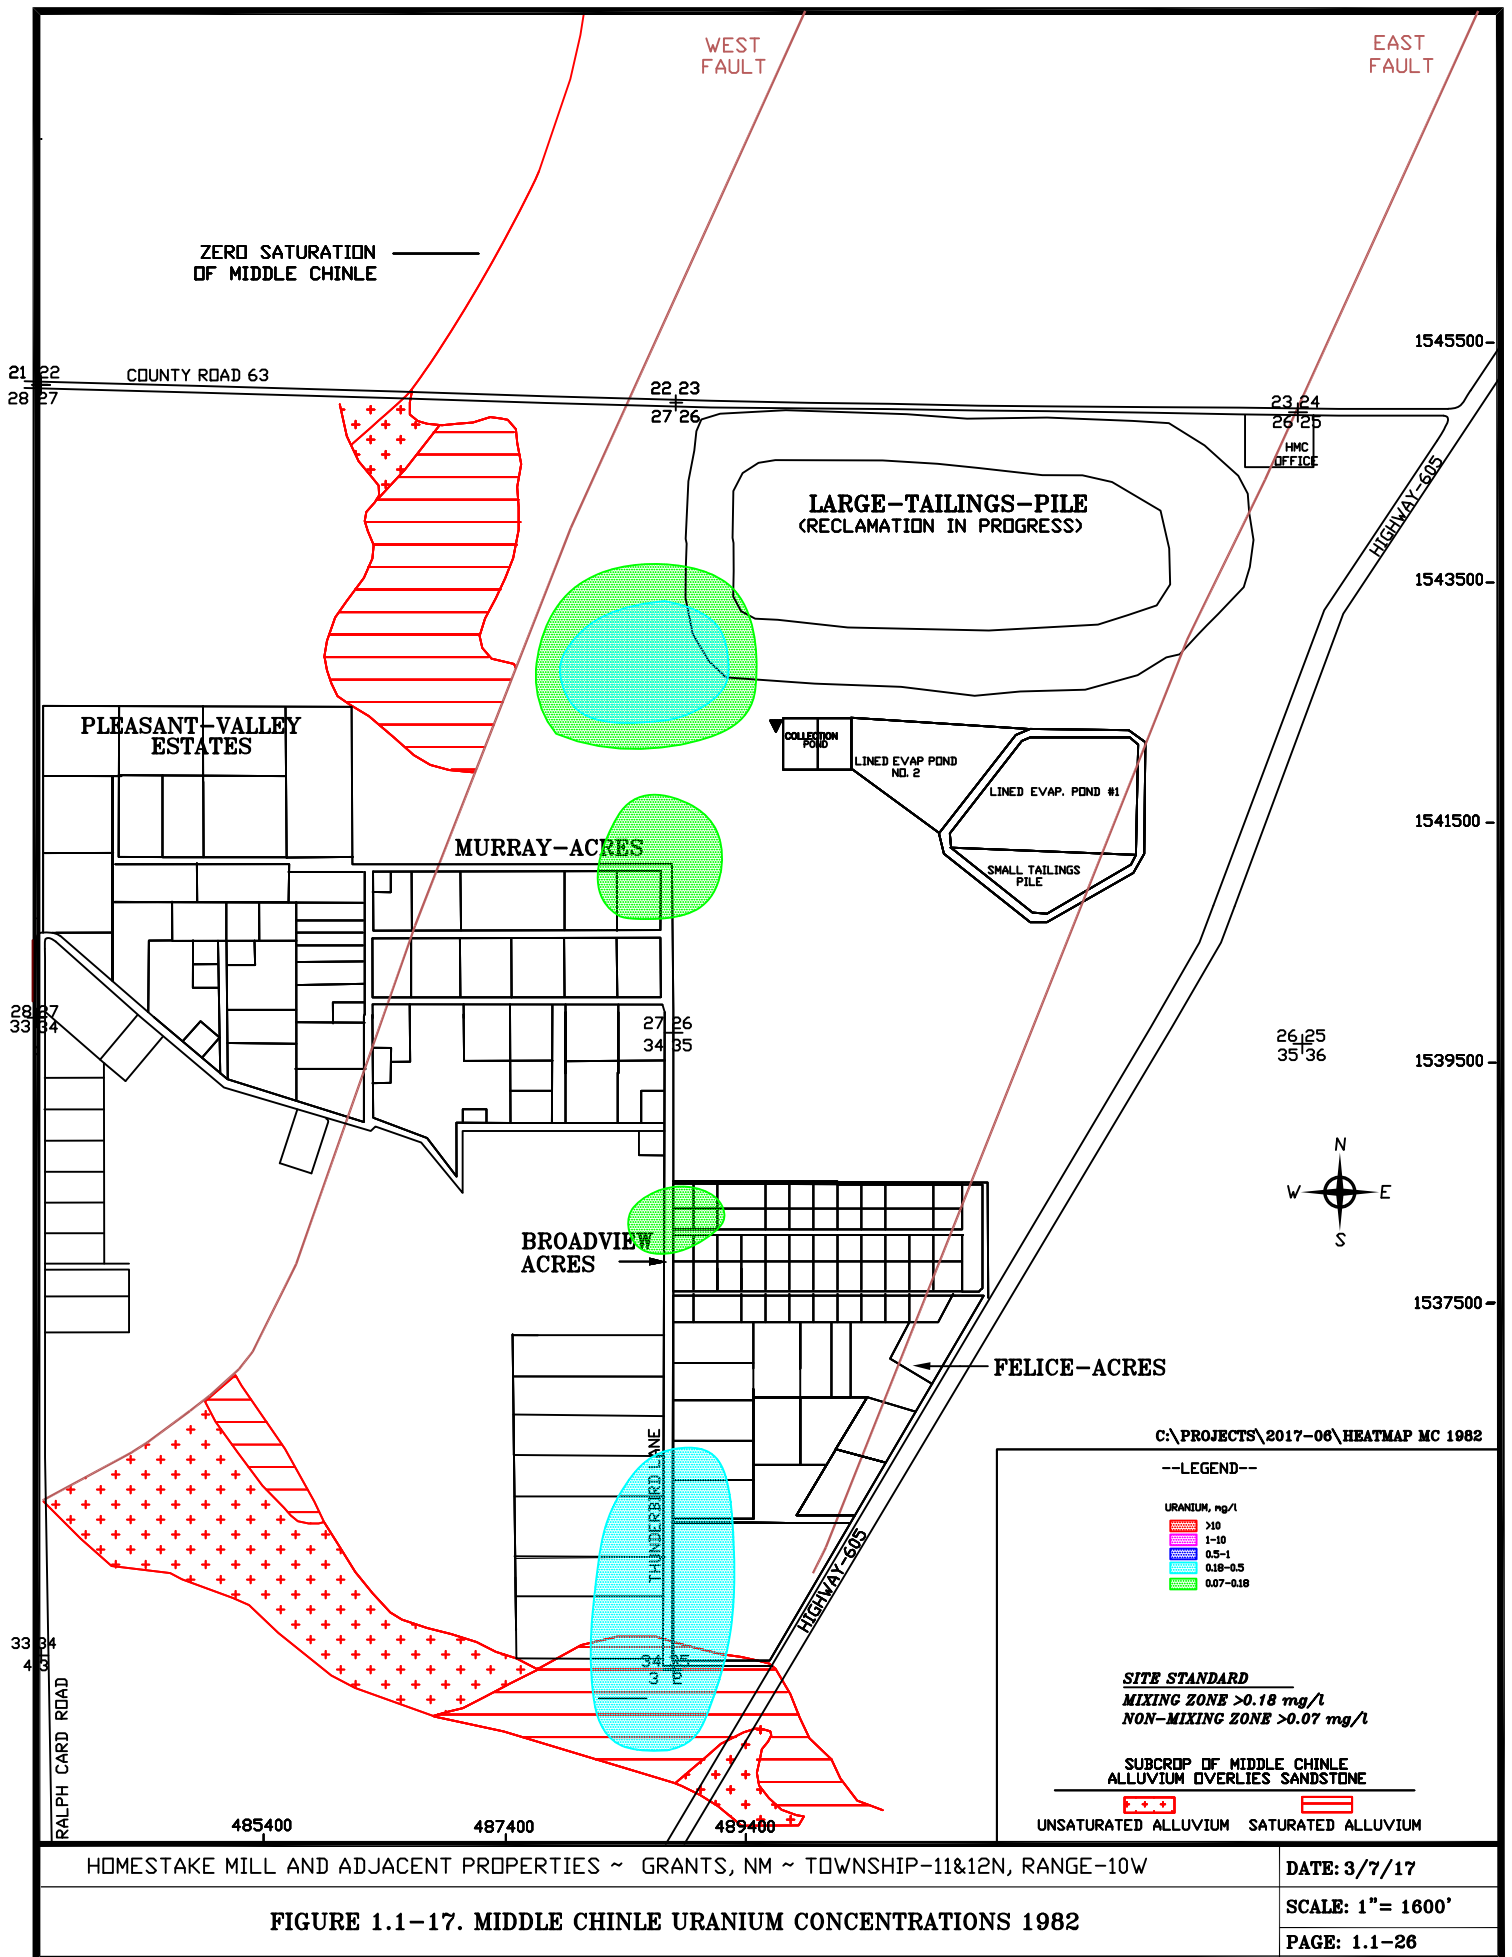 WEST
FAULT
EAST
FAULT
ZERO SATURATION
OF MIDDLE CHINLE
1545500
21 22
28 27
COUNTY ROAD 63
22 23
27 26
23 24
26 25
HMC
OFFICE
HIGHWAY-605
LARGE-TAILINGS-PILE
(RECLAMATION IN PROGRESS)
1543500
PLEASANT-VALLEY
ESTATES
COLLECTION
POND
LINED EVAP POND
NO. 2
LINED EVAP. POND #1
1541500
MURRAY-ACRES
SMALL TAILINGS
PILE
28 27
33 34
27 26
34 35
26 25
35 36
1539500
N
W E
S
BROADVIEW
ACRES
1537500
FELICE-ACRES
THUNDERBIRD LANE
HIGHWAY-605
C:\PROJECTS\2017-06\HEATMAP MC 1982
--LEGEND--
URANIUM, mg/l
>10
1-10
0.5-1
0.18-0.5
0.07-0.18
33 34
4 3
RALPH CARD ROAD
SITE STANDARD
MIXING ZONE >0.18 mg/l
NON-MIXING ZONE >0.07 mg/l
SUBCROP OF MIDDLE CHINLE
ALLUVIUM OVERLIES SANDSTONE
UNSATURATED ALLUVIUM SATURATED ALLUVIUM
485400
487400
489400
HOMESTAKE MILL AND ADJACENT PROPERTIES ~ GRANTS, NM ~ TOWNSHIP-11&12N, RANGE-10W
DATE: 3/7/17
FIGURE 1.1-17. MIDDLE CHINLE URANIUM CONCENTRATIONS 1982
SCALE: 1"= 1600'
PAGE: 1.1-26